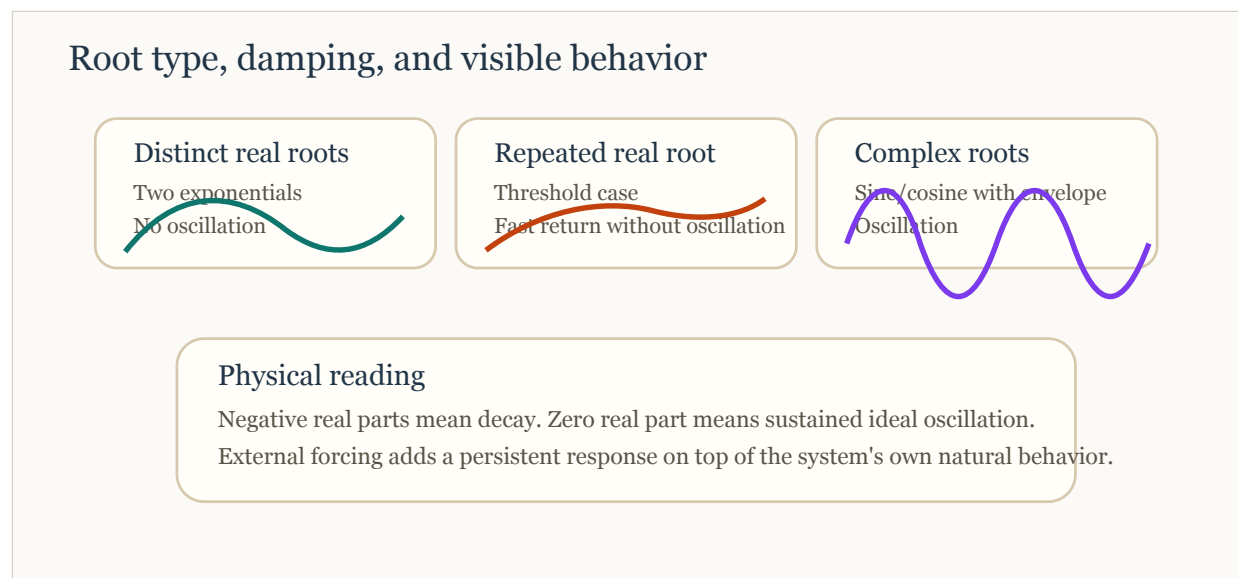 Root type, damping, and visible behavior
Distinct real roots
Two exponentials
No oscillation
Repeated real root
Threshold case
Fast return without oscillation
Complex roots
Sine/cosine with envelope
Oscillation
Physical reading
Negative real parts mean decay. Zero real part means sustained ideal oscillation.
External forcing adds a persistent response on top of the system's own natural behavior.